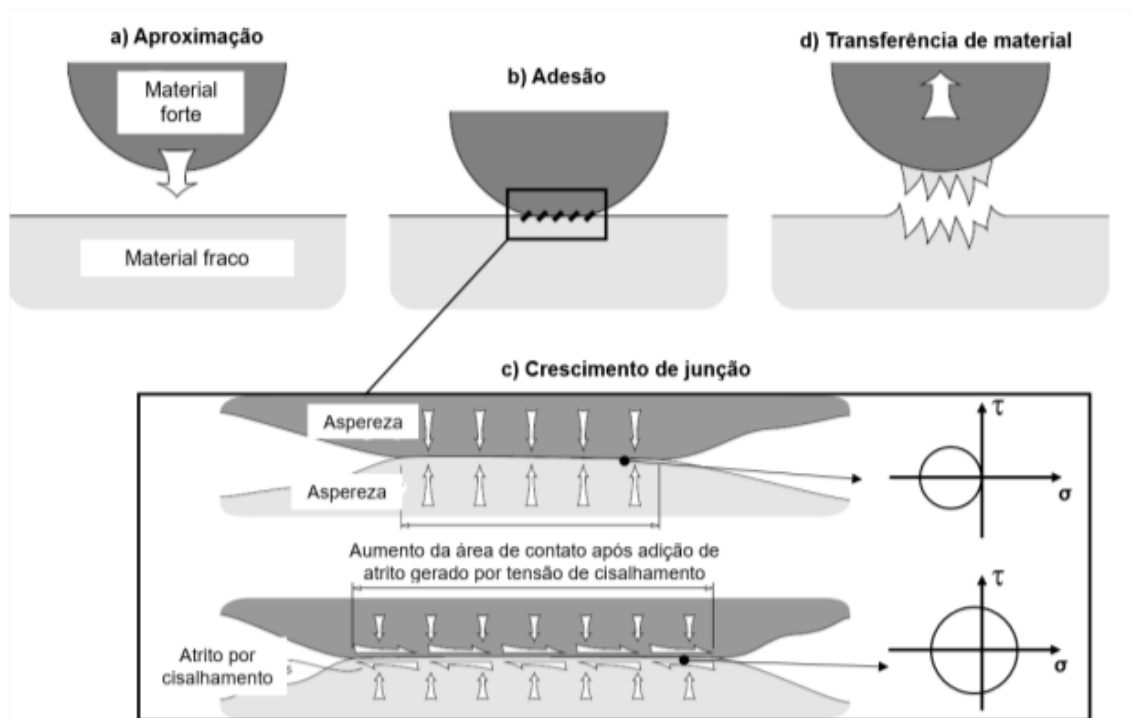 a) Aproximação
Material
forte
Material fraco
b) Adesão
d) Transferência de material
c) Crescimento de junção
Aspereza
Aspereza
τ
σ
Aumento da área de contato após adição de
atrito gerado por tensão de cisalhamento
Atrito por
cisalhamento
τ
σ